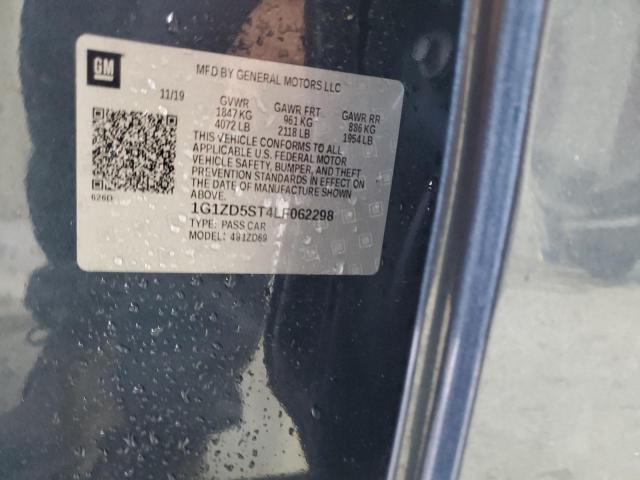 GM
MFD BY GENERAL MOTORS LLC
11/19 GVWR GAWR FRT GAWR RR
1847 KG 961 KG 886 KG
4072 LB 2118 LB 1954 LB
THIS VEHICLE CONFORMS TO ALL
APPLICABLE U.S. FEDERAL MOTOR
VEHICLE SAFETY, BUMPER, AND THEFT
PREVENTION STANDARDS IN EFFECT ON
THE DATE OF MANUFACTURE SHOWN
ABOVE.
626D
1G1ZD5ST4LF062298
TYPE: PASS CAR
MODEL: 4S1ZD69